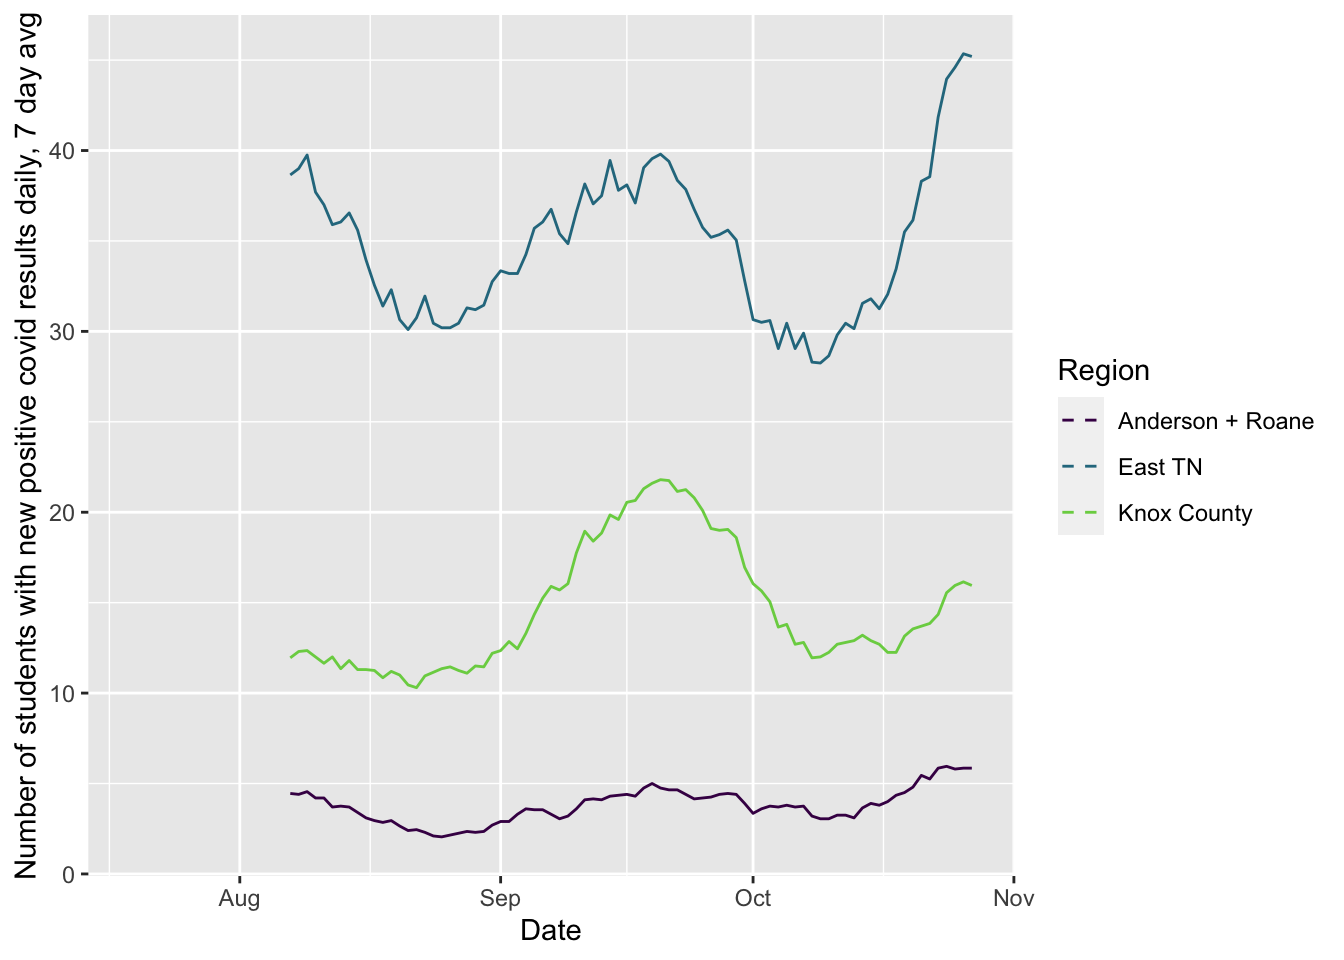 Number of students with new positive covid results daily, 7 day avg
40
30
20
10
0
Aug
Sep
Oct
Nov
Date
Region
Anderson + Roane
East TN
Knox County